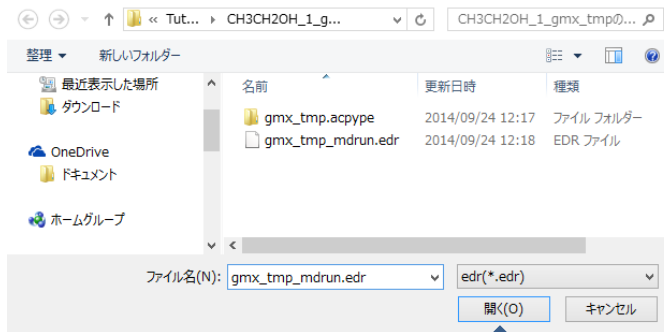 « Tut... ▸ CH3CH2OH_1_g...
CH3CH2OH_1_gmx_tmpの...
整理 ▼ 新しいフォルダー
最近表示した場所
ダウンロード
OneDrive
ドキュメント
ホームグループ
名前 更新日時 種類
gmx_tmp.acpype 2014/09/24 12:17 ファイル フォルダー
gmx_tmp_mdrun.edr 2014/09/24 12:18 EDR ファイル
ファイル名(N): gmx_tmp_mdrun.edr edr(*.edr)
開く(O) キャンセル